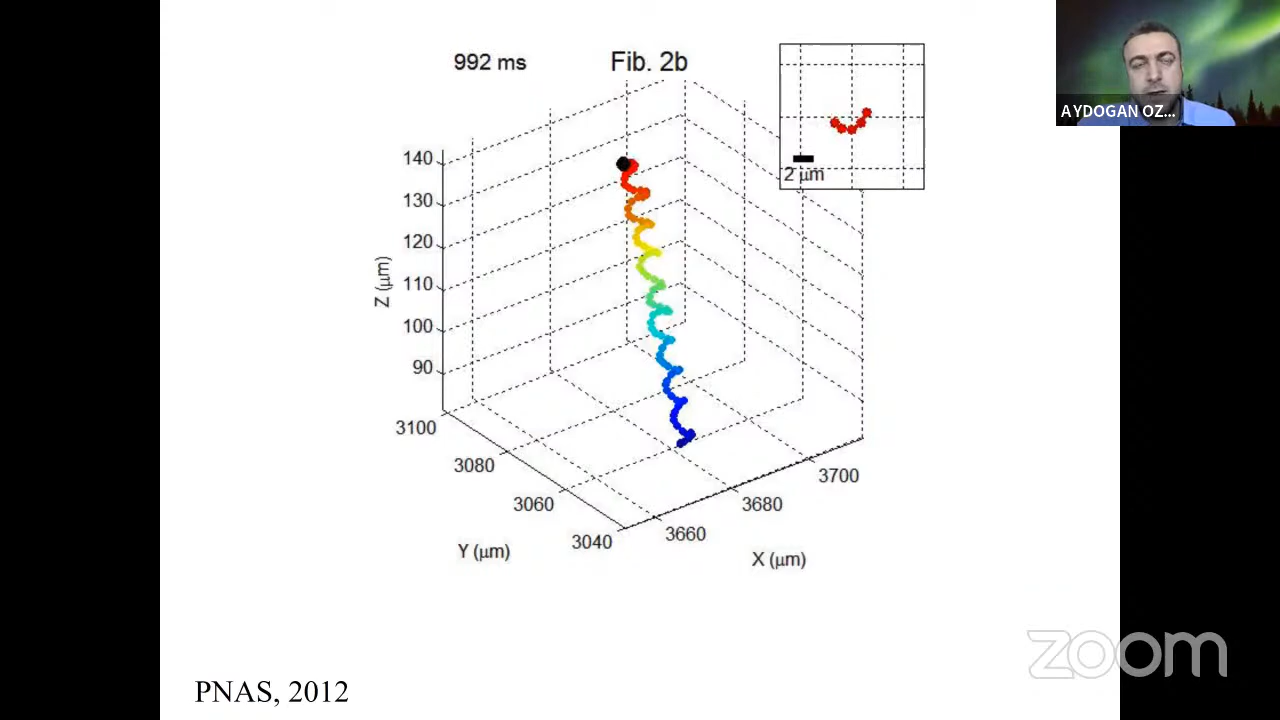 992 ms
Fib. 2b
AYDOGAN OZ...
2 μm
140
130
120
110
100
90
Z (μm)
3100
3080
3060
3040
Y (μm)
3660
3680
3700
X (μm)
zoom
PNAS, 2012